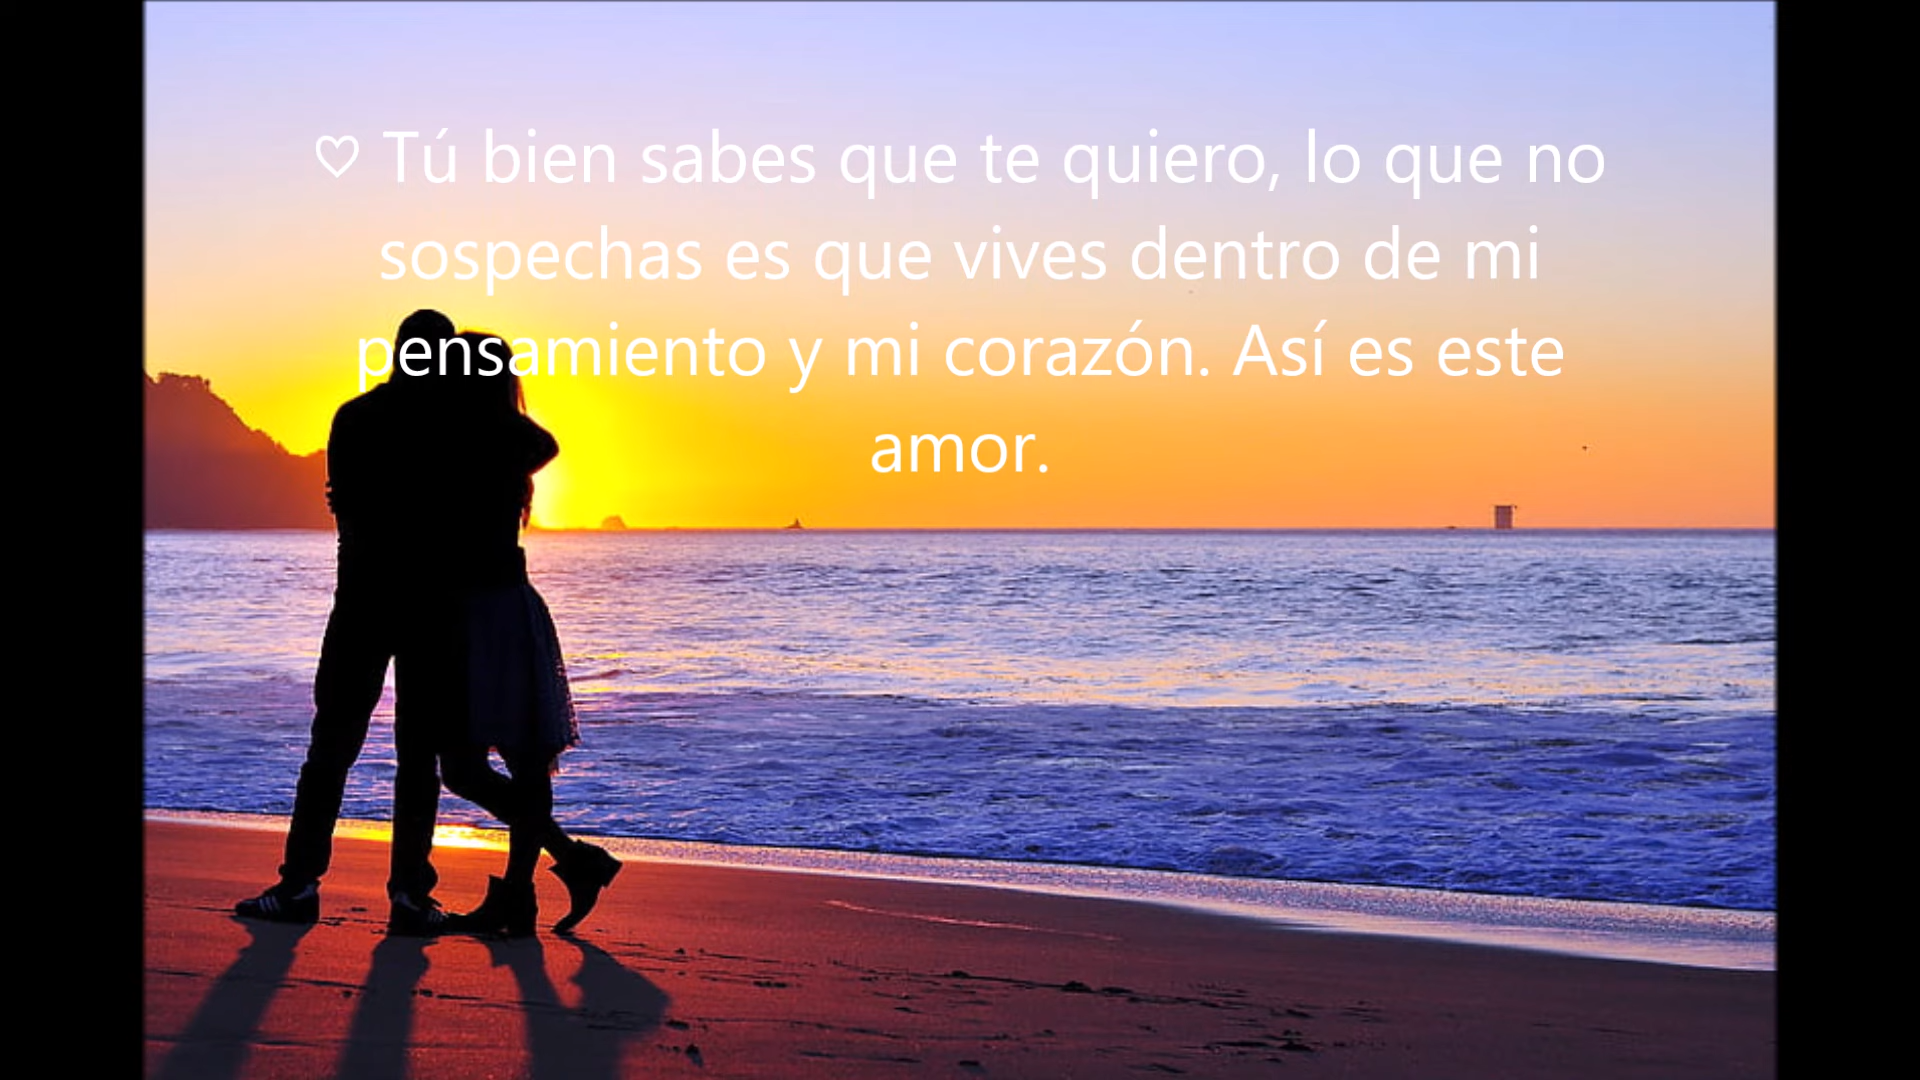 ♡ Tú bien sabes que te quiero, lo que no
sospechas es que vives dentro de mi
pensamiento y mi corazón. Así es este
amor.